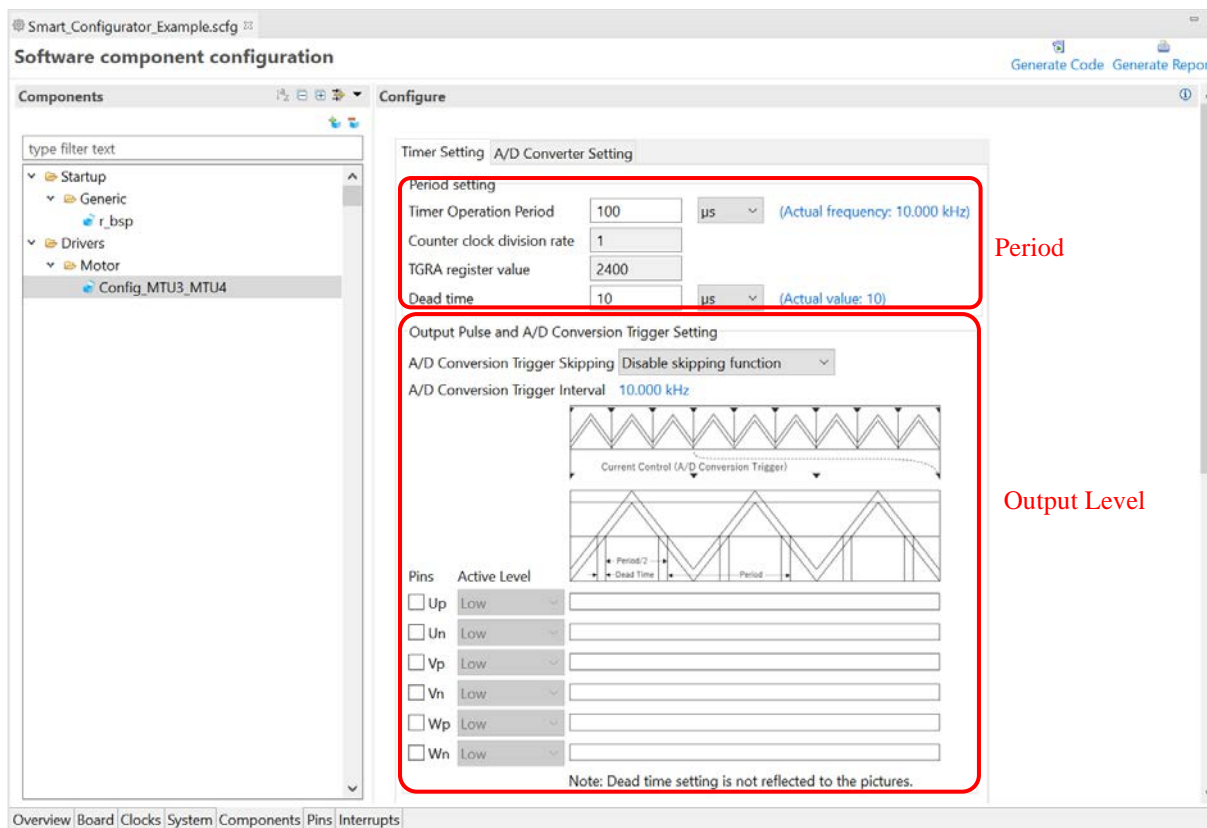 Smart_Configurator_Example.scfg
Software component configuration
Generate Code Generate Repor
Components
Configure
type filter text
Startup
Generic
r_bsp
Drivers
Motor
Config_MTU3_MTU4
Timer Setting A/D Converter Setting
Period setting
Timer Operation Period 100 µs (Actual frequency: 10.000 kHz)
Counter clock division rate 1
TGRA register value 2400
Dead time 10 µs (Actual value: 10)
Period
Output Pulse and A/D Conversion Trigger Setting
A/D Conversion Trigger Skipping Disable skipping function
A/D Conversion Trigger Interval 10.000 kHz
Current Control (A/D Conversion Trigger)
Output Level
Period/2
Dead Time Period
Pins Active Level
Up Low
Un Low
Vp Low
Vn Low
Wp Low
Wn Low
Note: Dead time setting is not reflected to the pictures.
Overview Board Clocks System Components Pins Interrupts